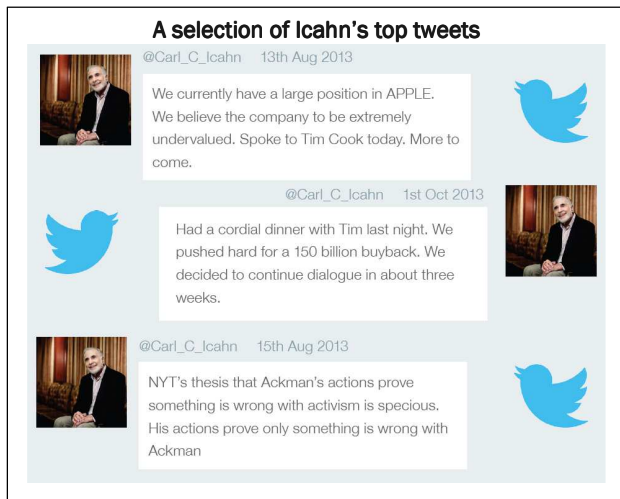 A selection of Icahn's top tweets
@Carl_C_Icahn 13th Aug 2013
We currently have a large position in APPLE.
We believe the company to be extremely
undervalued. Spoke to Tim Cook today. More to
come.
@Carl_C_Icahn 1st Oct 2013
Had a cordial dinner with Tim last night. We
pushed hard for a 150 billion buyback. We
decided to continue dialogue in about three
weeks.
@Carl_C_Icahn 15th Aug 2013
NYT's thesis that Ackman's actions prove
something is wrong with activism is specious.
His actions prove only something is wrong with
Ackman